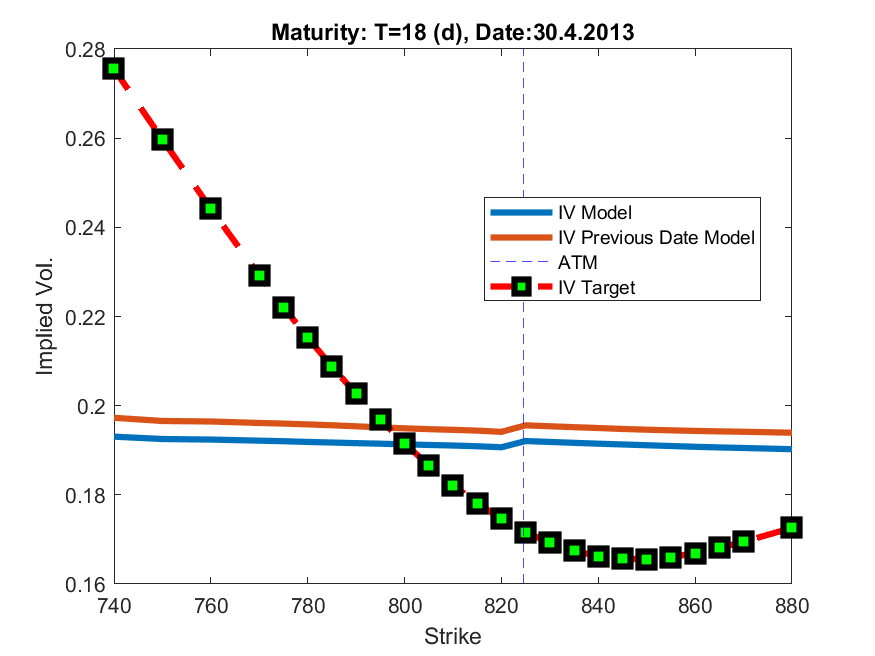 Maturity: T=18 (d), Date:30.4.2013
0.28
0.26
0.24
0.22
0.2
0.18
0.16
Implied Vol.
IV Model
IV Previous Date Model
ATM
IV Target
740 760 780 800 820 840 860 880
Strike